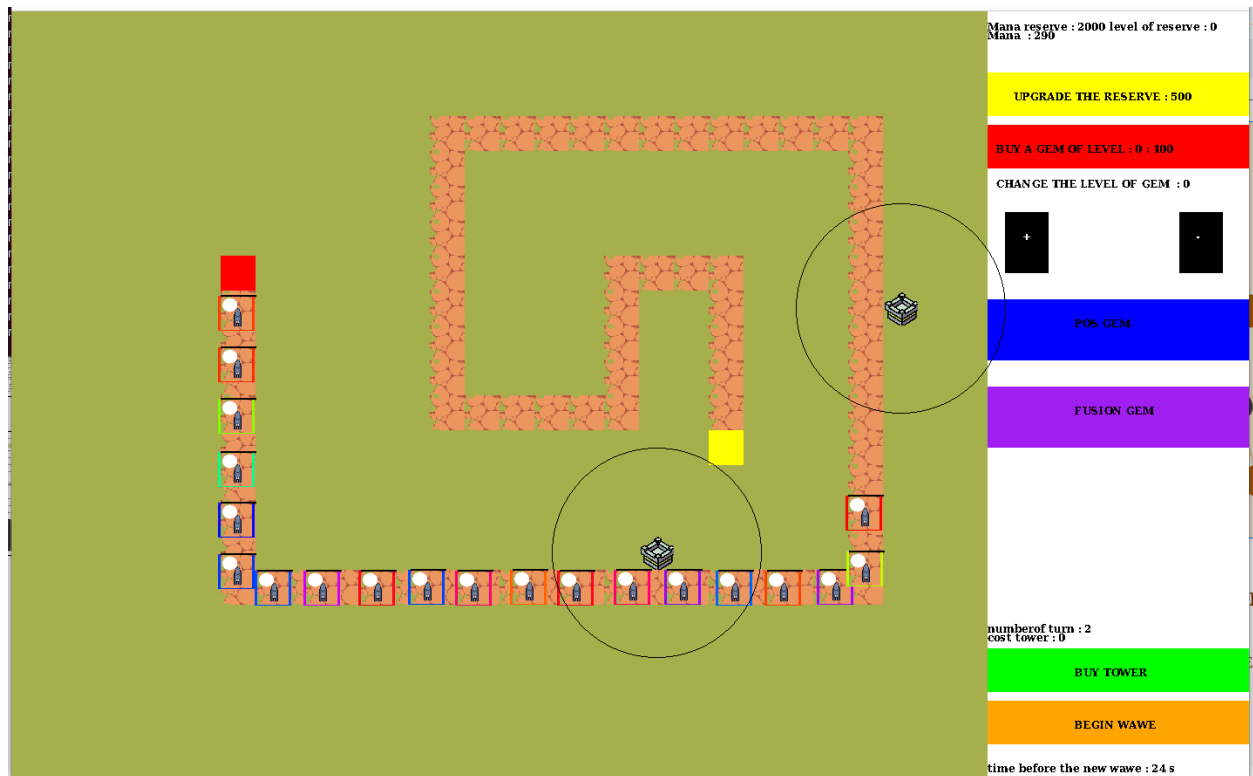 Mana reserve : 2000 level of reserve : 0
Mana : 290
UPGRADE THE RESERVE : 500
BUY A GEM OF LEVEL : 0 : 100
CHANGE THE LEVEL OF GEM : 0
+ -
POS GEM
FUSION GEM
numberof turn : 2
cost tower : 0
BUY TOWER
BEGIN WAWE
time before the new wawe : 24 s